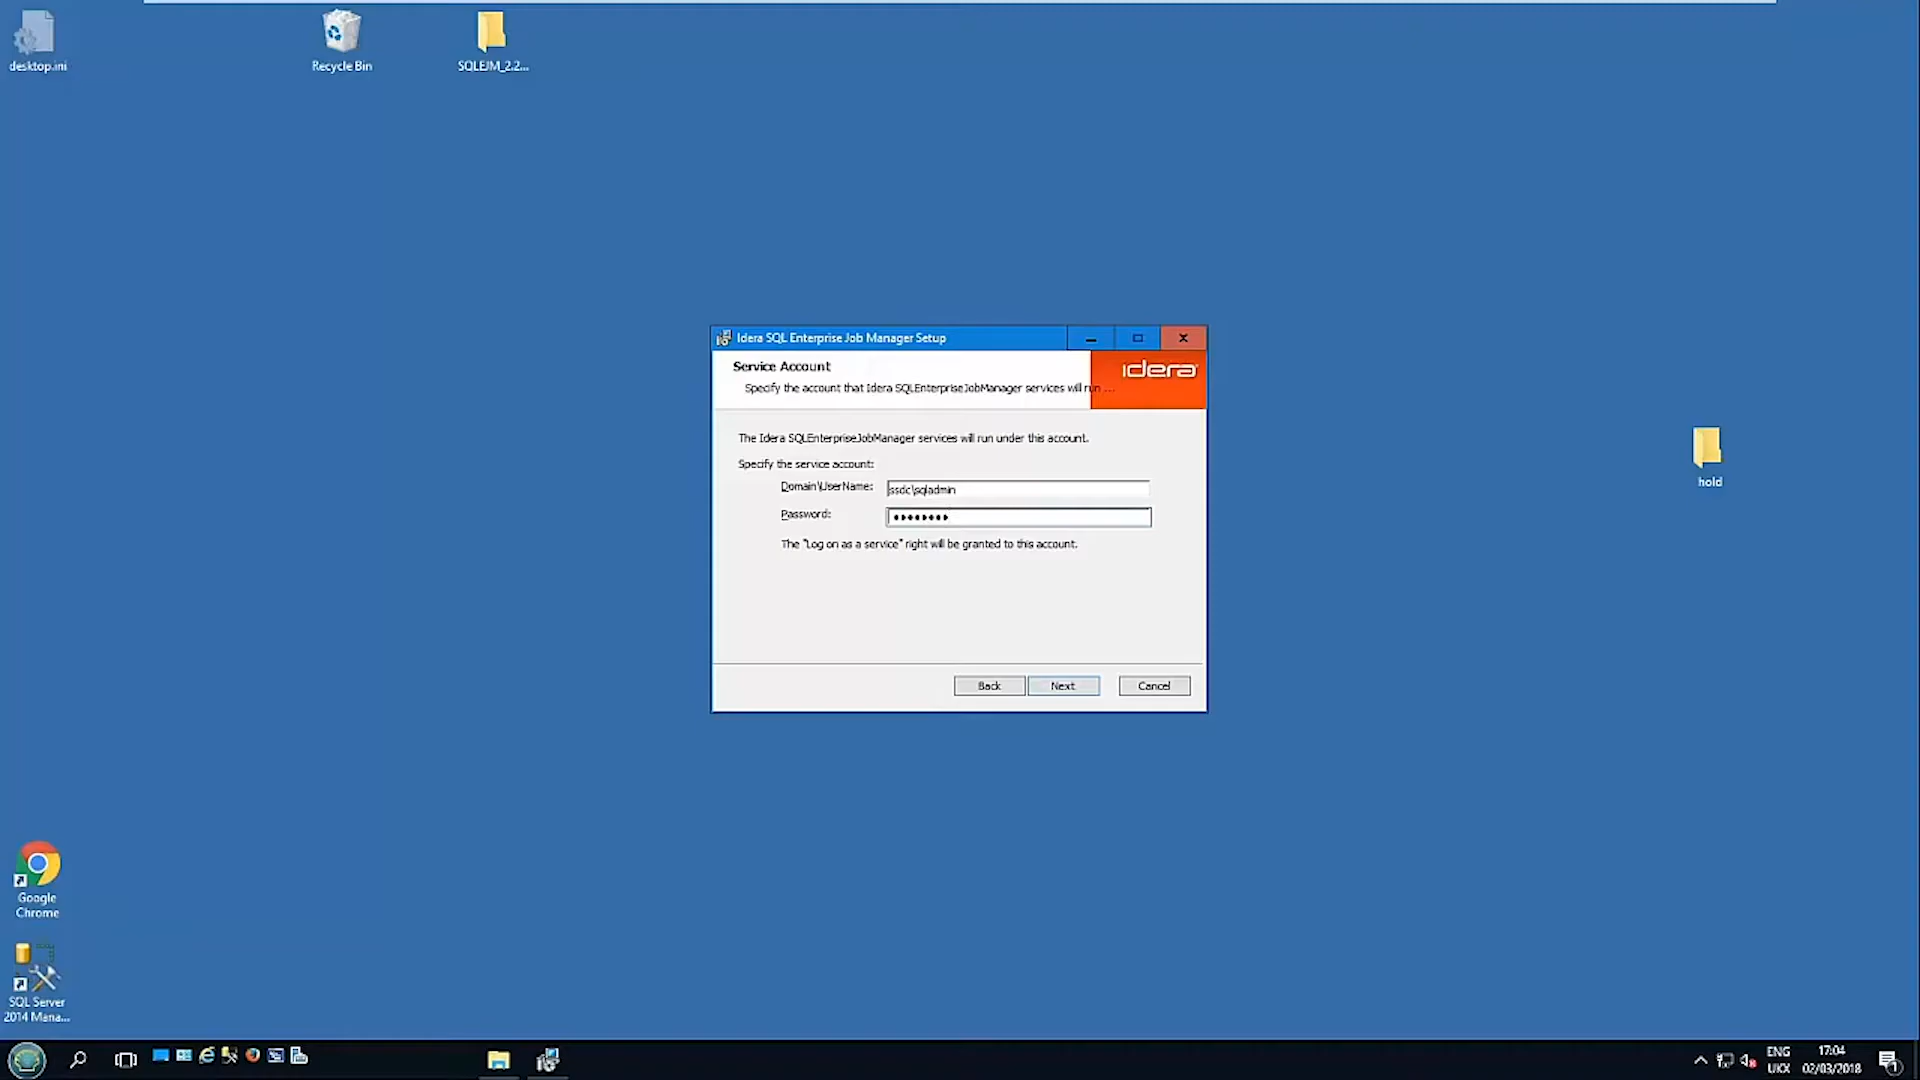 desktop.ini
Recycle Bin
SQLEJM_2.2...
Idera SQL Enterprise Job Manager Setup
Service Account
Specify the account that Idera SQLEnterpriseJobManager services will run ...
idera
The Idera SQLEnterpriseJobManager services will run under this account.
Specify the service account:
Domain\UserName:
ssdc\sqladmin
Password:
The "Log on as a service" right will be granted to this account.
Back
Next
Cancel
hold
Google
Chrome
SQL Server
2014 Mana...
ENG
UKX
17:04
02/03/2018
1